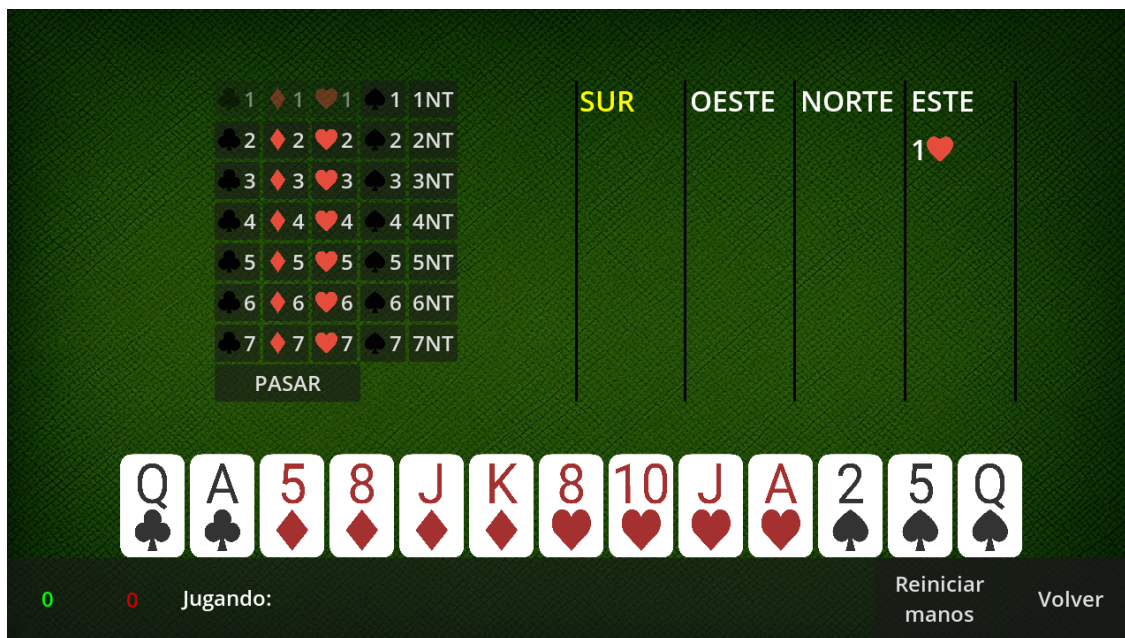 SUR OESTE NORTE ESTE
♣1 ♦1 ♥1 ♠1 1NT
♣2 ♦2 ♥2 ♠2 2NT 1♥
♣3 ♦3 ♥3 ♠3 3NT
♣4 ♦4 ♥4 ♠4 4NT
♣5 ♦5 ♥5 ♠5 5NT
♣6 ♦6 ♥6 ♠6 6NT
♣7 ♦7 ♥7 ♠7 7NT
PASAR
Q A 5 8 J K 8 10 J A 2 5 Q
♣ ♣ ♦ ♦ ♦ ♦ ♥ ♥ ♥ ♥ ♠ ♠ ♠
0 0 Jugando:
Reiniciar
manos
Volver